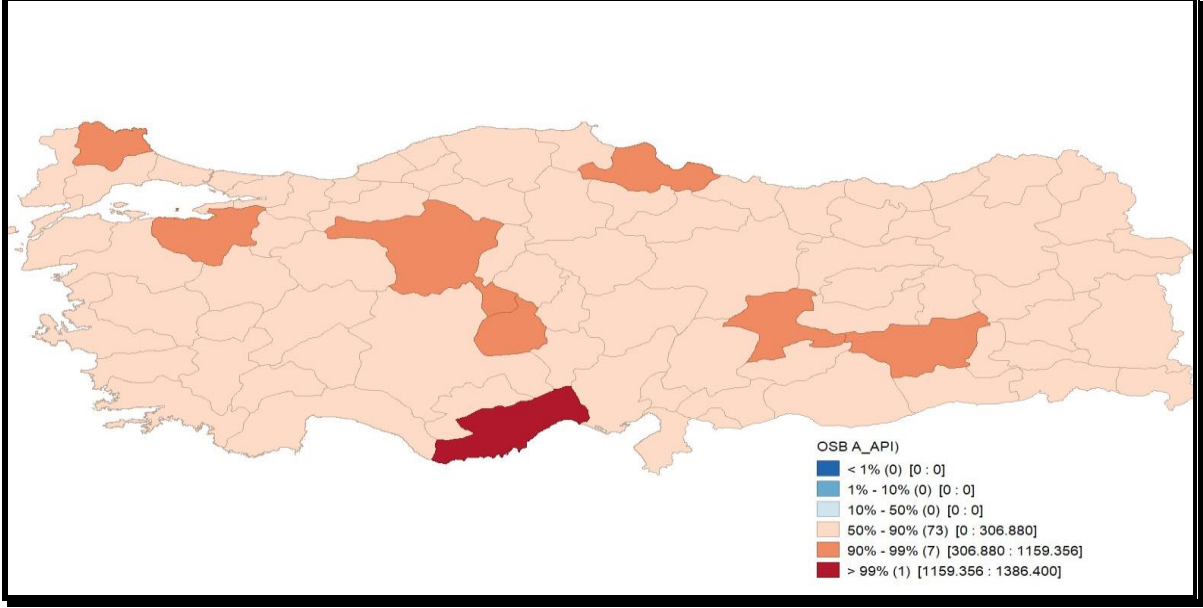 OSB A_API)
< 1% (0) [0 : 0]
1% - 10% (0) [0 : 0]
10% - 50% (0) [0 : 0]
50% - 90% (73) [0 : 306.880]
90% - 99% (7) [306.880 : 1159.356]
> 99% (1) [1159.356 : 1386.400]